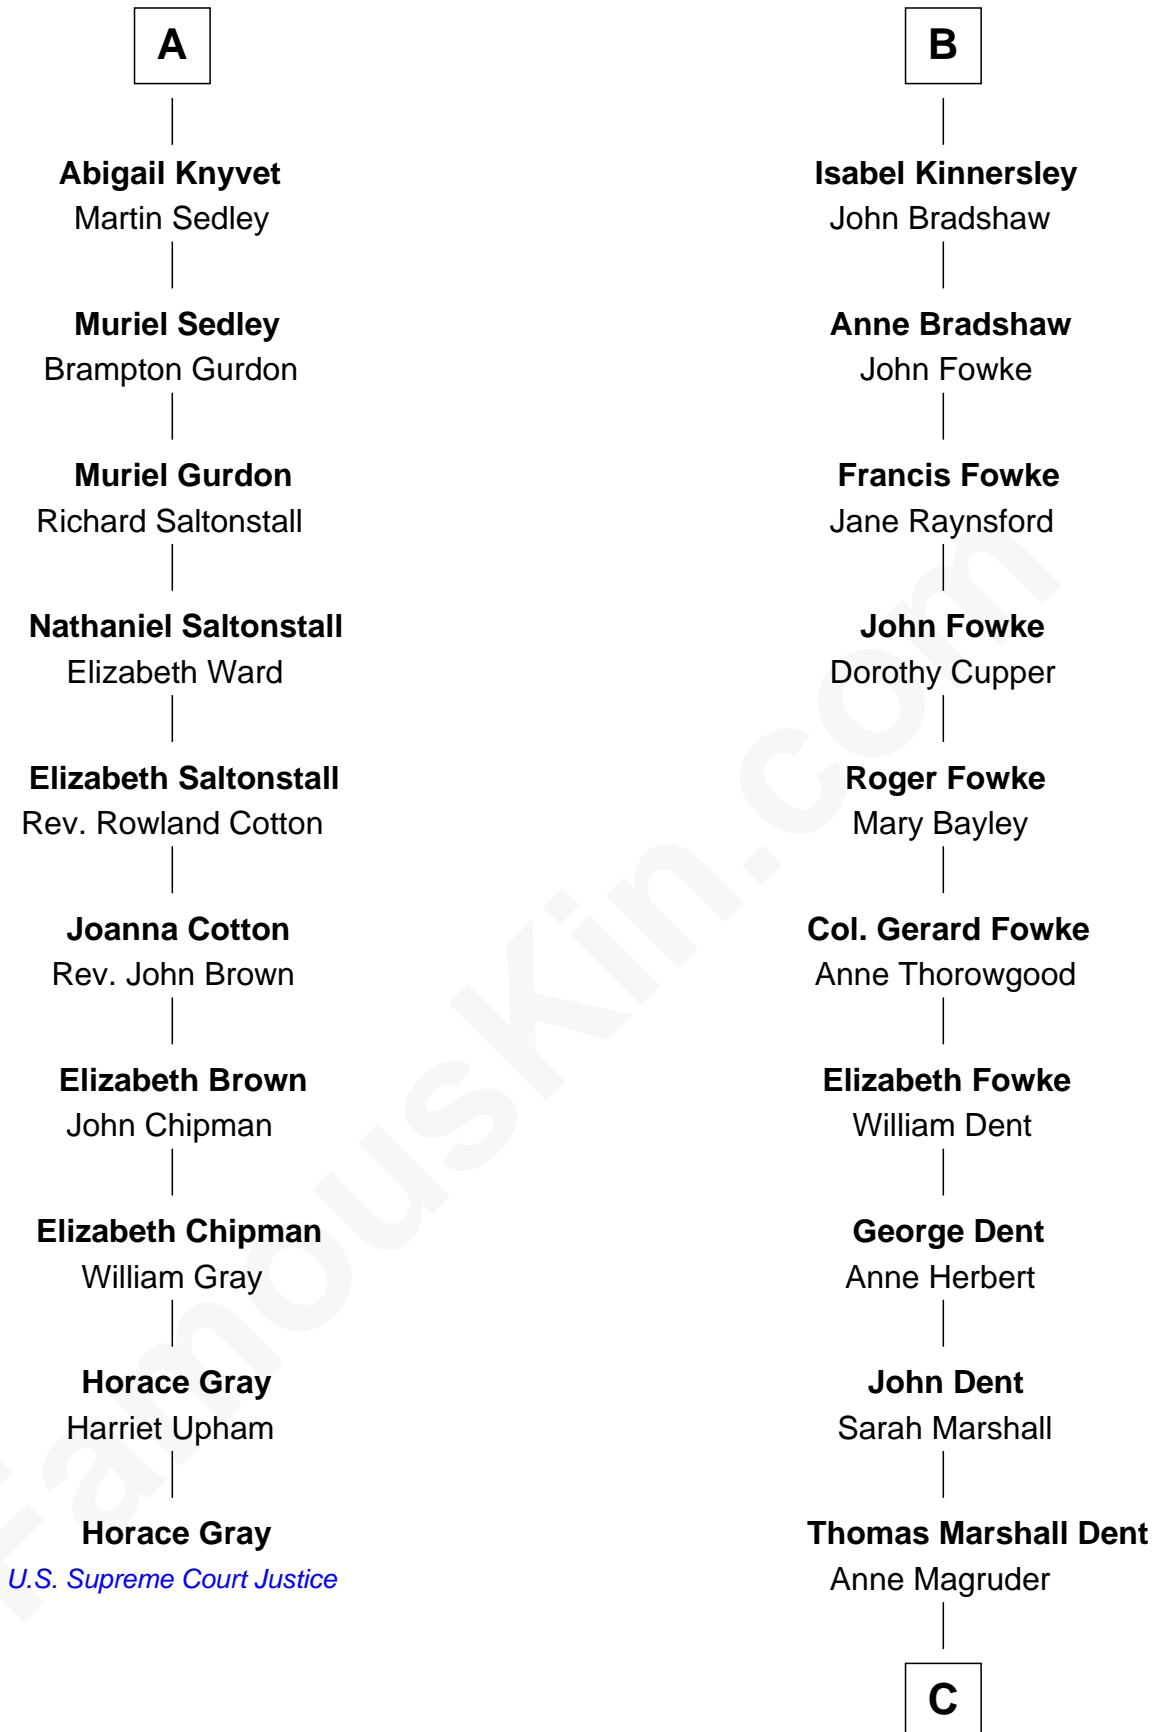 A
Abigail Knyvet
Martin Sedley
Muriel Sedley
Brampton Gurdon
Muriel Gurdon
Richard Saltonstall
Nathaniel Saltonstall
Elizabeth Ward
Elizabeth Saltonstall
Rev. Rowland Cotton
Joanna Cotton
Rev. John Brown
Elizabeth Brown
John Chipman
Elizabeth Chipman
William Gray
Horace Gray
Harriet Upham
Horace Gray
U.S. Supreme Court Justice
B
Isabel Kinnersley
John Bradshaw
Anne Bradshaw
John Fowke
Francis Fowke
Jane Raynsford
John Fowke
Dorothy Cupper
Roger Fowke
Mary Bayley
Col. Gerard Fowke
Anne Thorowgood
Elizabeth Fowke
William Dent
George Dent
Anne Herbert
John Dent
Sarah Marshall
Thomas Marshall Dent
Anne Magruder
C
FamousKin.com